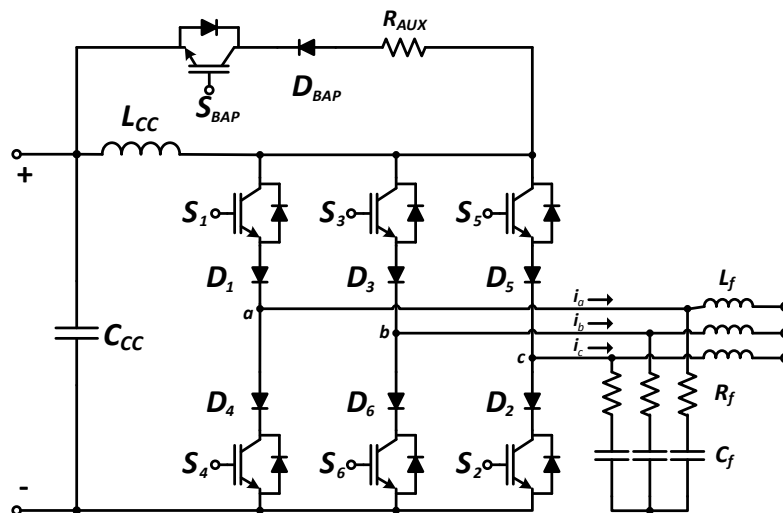 R_AUX
D_BAP
S_BAP
L_CC
+
S_1
S_3
S_5
D_1
D_3
D_5
i_a
L_f
a
b
i_b
c
i_c
C_CC
D_4
D_6
D_2
R_f
S_4
S_6
S_2
C_f
-